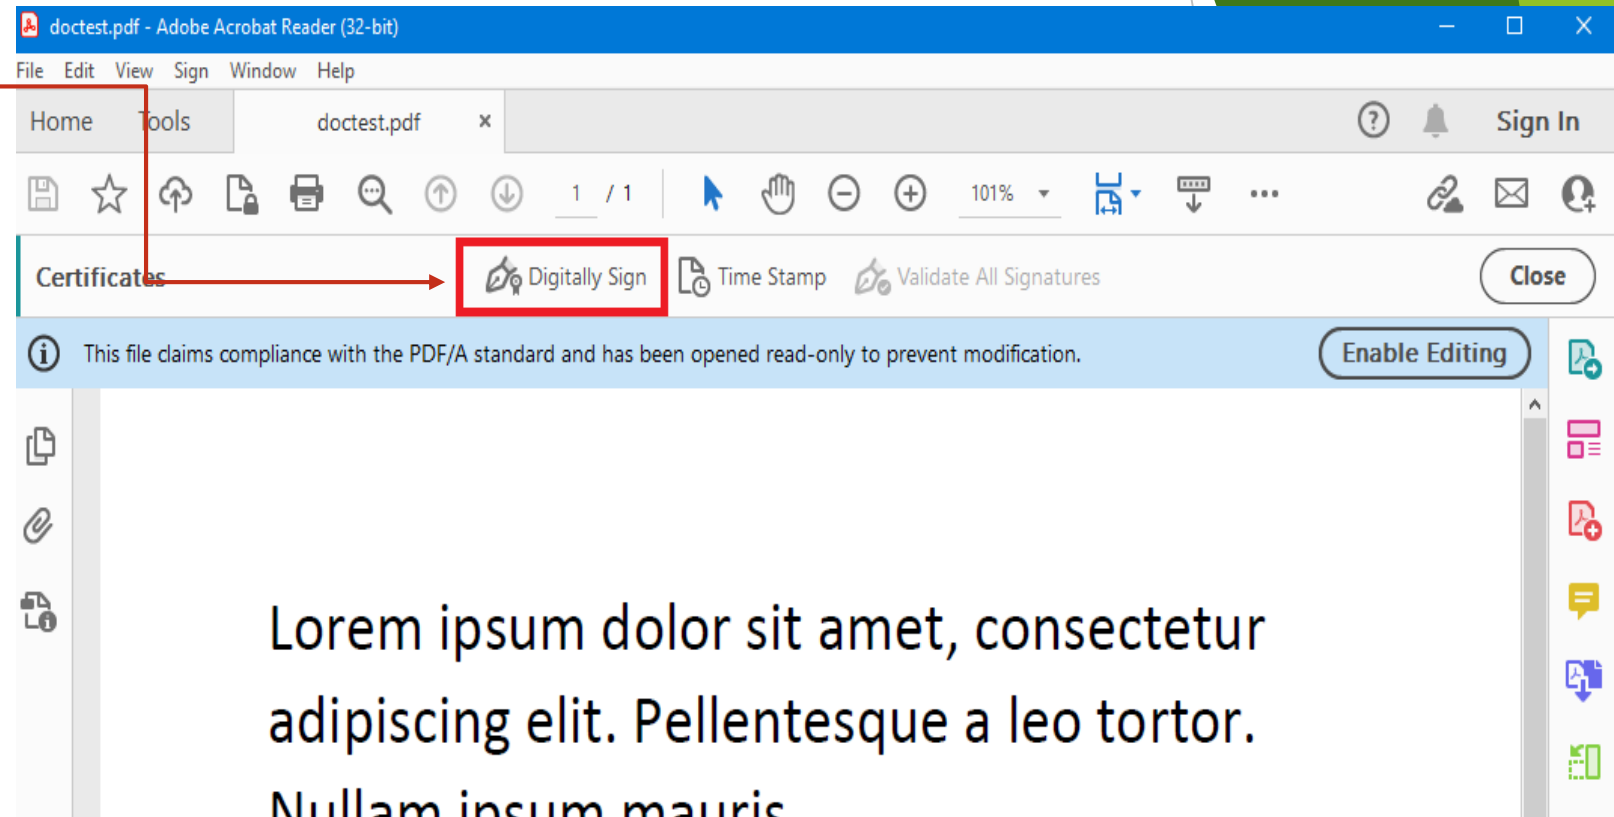 doctest.pdf - Adobe Acrobat Reader (32-bit)
File Edit View Sign Window Help
Home Tools doctest.pdf × Sign In
1 / 1 101%
Certificates Digitally Sign Time Stamp Validate All Signatures Close
This file claims compliance with the PDF/A standard and has been opened read-only to prevent modification. Enable Editing
Lorem ipsum dolor sit amet, consectetur
adipiscing elit. Pellentesque a leo tortor.
Nullam ipsum mauris